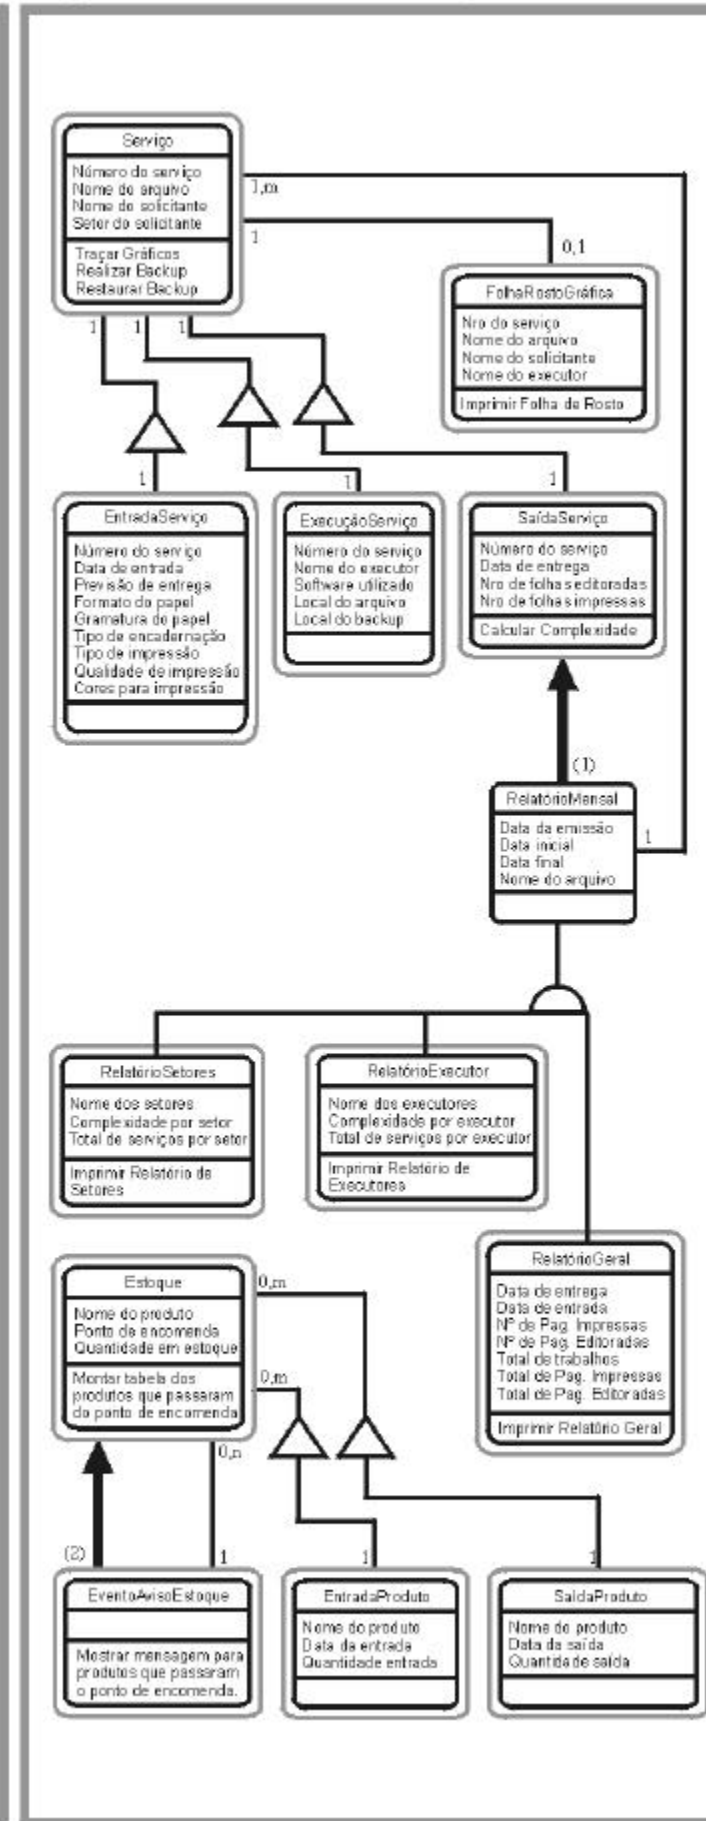 Serviço
Número do serviço
Nome do arquivo
Nome do solicitante
Setor do solicitante
Traçar Gráficos
Realizar Backup
Restaurar Backup
1,m
1
0,1
FolhaRostoGráfica
Nro do serviço
Nome do arquivo
Nome do solicitante
Nome do executor
Imprimir Folha de Rosto
1
1
1
1
1
1
EntradaServiço
Número do serviço
Data de entrada
Previsão de entrega
Formato do papel
Gramatura do papel
Tipo de encadernação
Tipo de impressão
Qualidade de impressão
Cores para impressão
ExecuçãoServiço
Número do serviço
Nome do executor
Software utilizado
Local do arquivo
Local do backup
SaídaServiço
Número do serviço
Data de entrega
Nro de folhas editoradas
Nro de folhas impressas
Calcular Complexidade
(1)
RelatórioMensal
Data da emissão
Data inicial
Data final
Nome do arquivo
1
RelatórioSetores
Nome dos setores
Complexidade por setor
Total de serviços por setor
Imprimir Relatório de
Setores
RelatórioExecutor
Nome dos executores
Complexidade por executor
Total de serviços por executor
Imprimir Relatório de
Executores
RelatórioGeral
Data de entrega
Data de entrada
Nº de Pag. Impressas
Nº de Pag. Editoradas
Total de trabalhos
Total de Pag. Impressas
Total de Pag. Editoradas
Imprimir Relatório Geral
Estoque
Nome do produto
Ponto de encomenda
Quantidade em estoque
Montar tabela dos
produtos que passaram
do ponto de encomenda
0,m
0,m
0,n
(2)
1
1
1
EventoAvisoEstoque
Mostrar mensagem para
produtos que passaram
o ponto de encomenda.
EntradaProduto
Nome do produto
Data da entrada
Quantidade entrada
SaídaProduto
Nome do produto
Data da saída
Quantidade saída